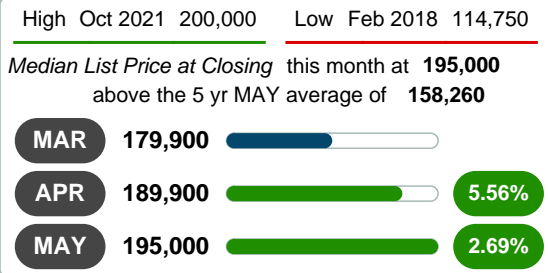 High Oct 2021 200,000 Low Feb 2018 114,750
Median List Price at Closing this month at 195,000
above the 5 yr MAY average of 158,260
MAR 179,900
APR 189,900 5.56%
MAY 195,000 2.69%